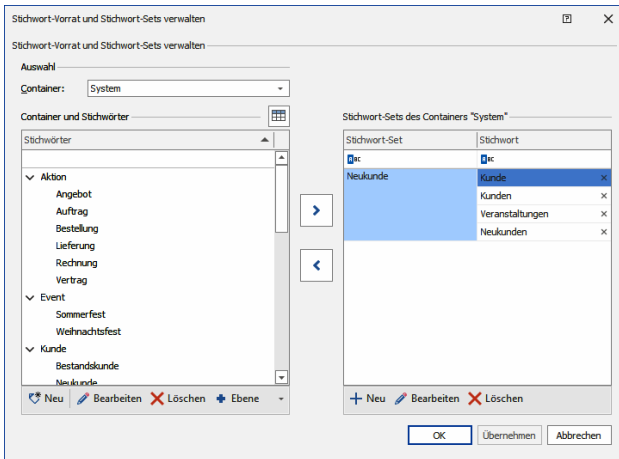 Stichwort-Vorrat und Stichwort-Sets verwalten
Stichwort-Vorrat und Stichwort-Sets verwalten
Auswahl
Container: System
Container und Stichwörter
Stichwörter
Aktion
Angebot
Auftrag
Bestellung
Lieferung
Rechnung
Vertrag
Event
Sommerfest
Weihnachtsfest
Kunde
Bestandskunde
Neukunde
Neu Bearbeiten Löschen Ebene
Stichwort-Sets des Containers "System"
Stichwort-Set Stichwort
Neukunde Kunde
Kunden
Veranstaltungen
Neukunden
Neu Bearbeiten Löschen
OK Übernehmen Abbrechen